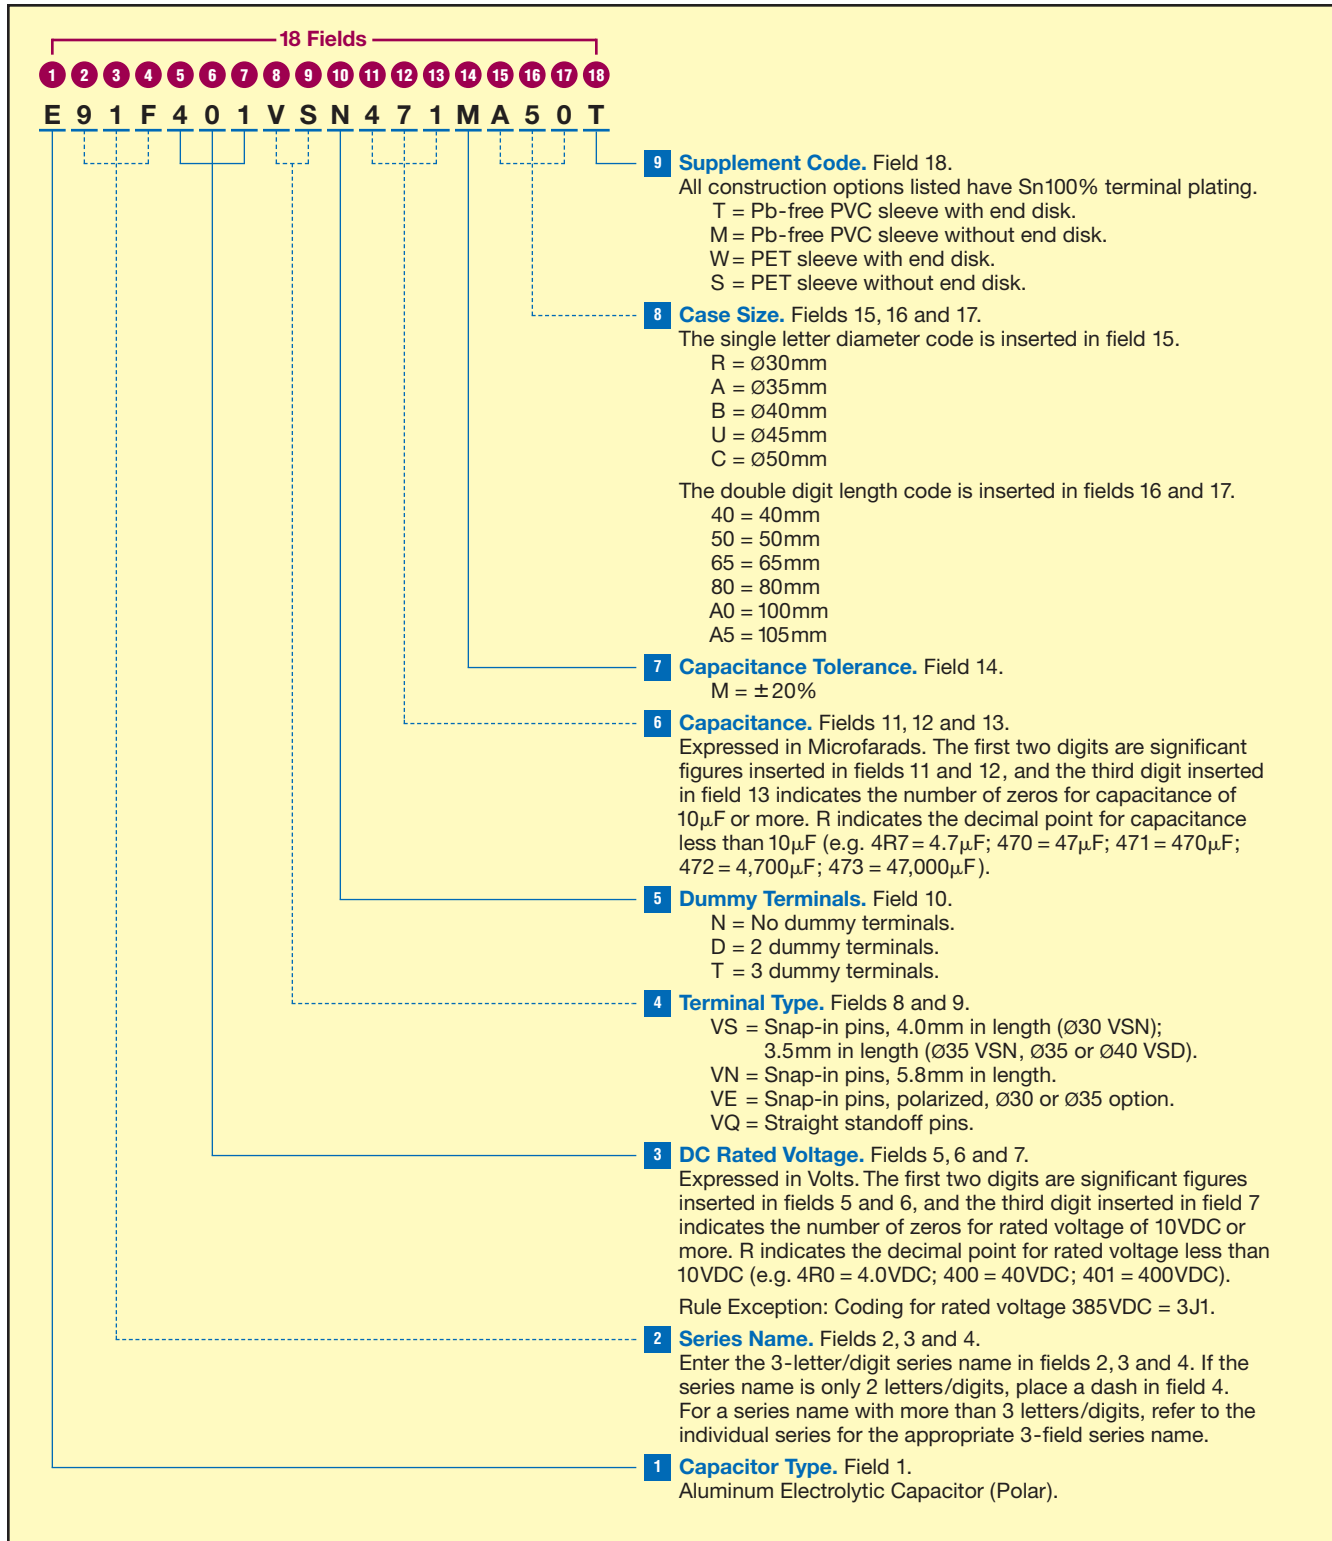 18 Fields
1 2 3 4 5 6 7 8 9 10 11 12 13 14 15 16 17 18
E 9 1 F 4 0 1 V S N 4 7 1 M A 5 0 T
9 Supplement Code. Field 18.
All construction options listed have Sn100% terminal plating.
T = Pb-free PVC sleeve with end disk.
M = Pb-free PVC sleeve without end disk.
W = PET sleeve with end disk.
S = PET sleeve without end disk.
8 Case Size. Fields 15, 16 and 17.
The single letter diameter code is inserted in field 15.
R = Ø30mm
A = Ø35mm
B = Ø40mm
U = Ø45mm
C = Ø50mm
The double digit length code is inserted in fields 16 and 17.
40 = 40mm
50 = 50mm
65 = 65mm
80 = 80mm
A0 = 100mm
A5 = 105mm
7 Capacitance Tolerance. Field 14.
M = ±20%
6 Capacitance. Fields 11, 12 and 13.
Expressed in Microfarads. The first two digits are significant
figures inserted in fields 11 and 12, and the third digit inserted
in field 13 indicates the number of zeros for capacitance of
10µF or more. R indicates the decimal point for capacitance
less than 10µF (e.g. 4R7 = 4.7µF; 470 = 47µF; 471 = 470µF;
472 = 4,700µF; 473 = 47,000µF).
5 Dummy Terminals. Field 10.
N = No dummy terminals.
D = 2 dummy terminals.
T = 3 dummy terminals.
4 Terminal Type. Fields 8 and 9.
VS = Snap-in pins, 4.0mm in length (Ø30 VSN);
3.5mm in length (Ø35 VSN, Ø35 or Ø40 VSD).
VN = Snap-in pins, 5.8mm in length.
VE = Snap-in pins, polarized, Ø30 or Ø35 option.
VQ = Straight standoff pins.
3 DC Rated Voltage. Fields 5, 6 and 7.
Expressed in Volts. The first two digits are significant figures
inserted in fields 5 and 6, and the third digit inserted in field 7
indicates the number of zeros for rated voltage of 10VDC or
more. R indicates the decimal point for rated voltage less than
10VDC (e.g. 4R0 = 4.0VDC; 400 = 40VDC; 401 = 400VDC).
Rule Exception: Coding for rated voltage 385VDC = 3J1.
2 Series Name. Fields 2, 3 and 4.
Enter the 3-letter/digit series name in fields 2, 3 and 4. If the
series name is only 2 letters/digits, place a dash in field 4.
For a series name with more than 3 letters/digits, refer to the
individual series for the appropriate 3-field series name.
1 Capacitor Type. Field 1.
Aluminum Electrolytic Capacitor (Polar).